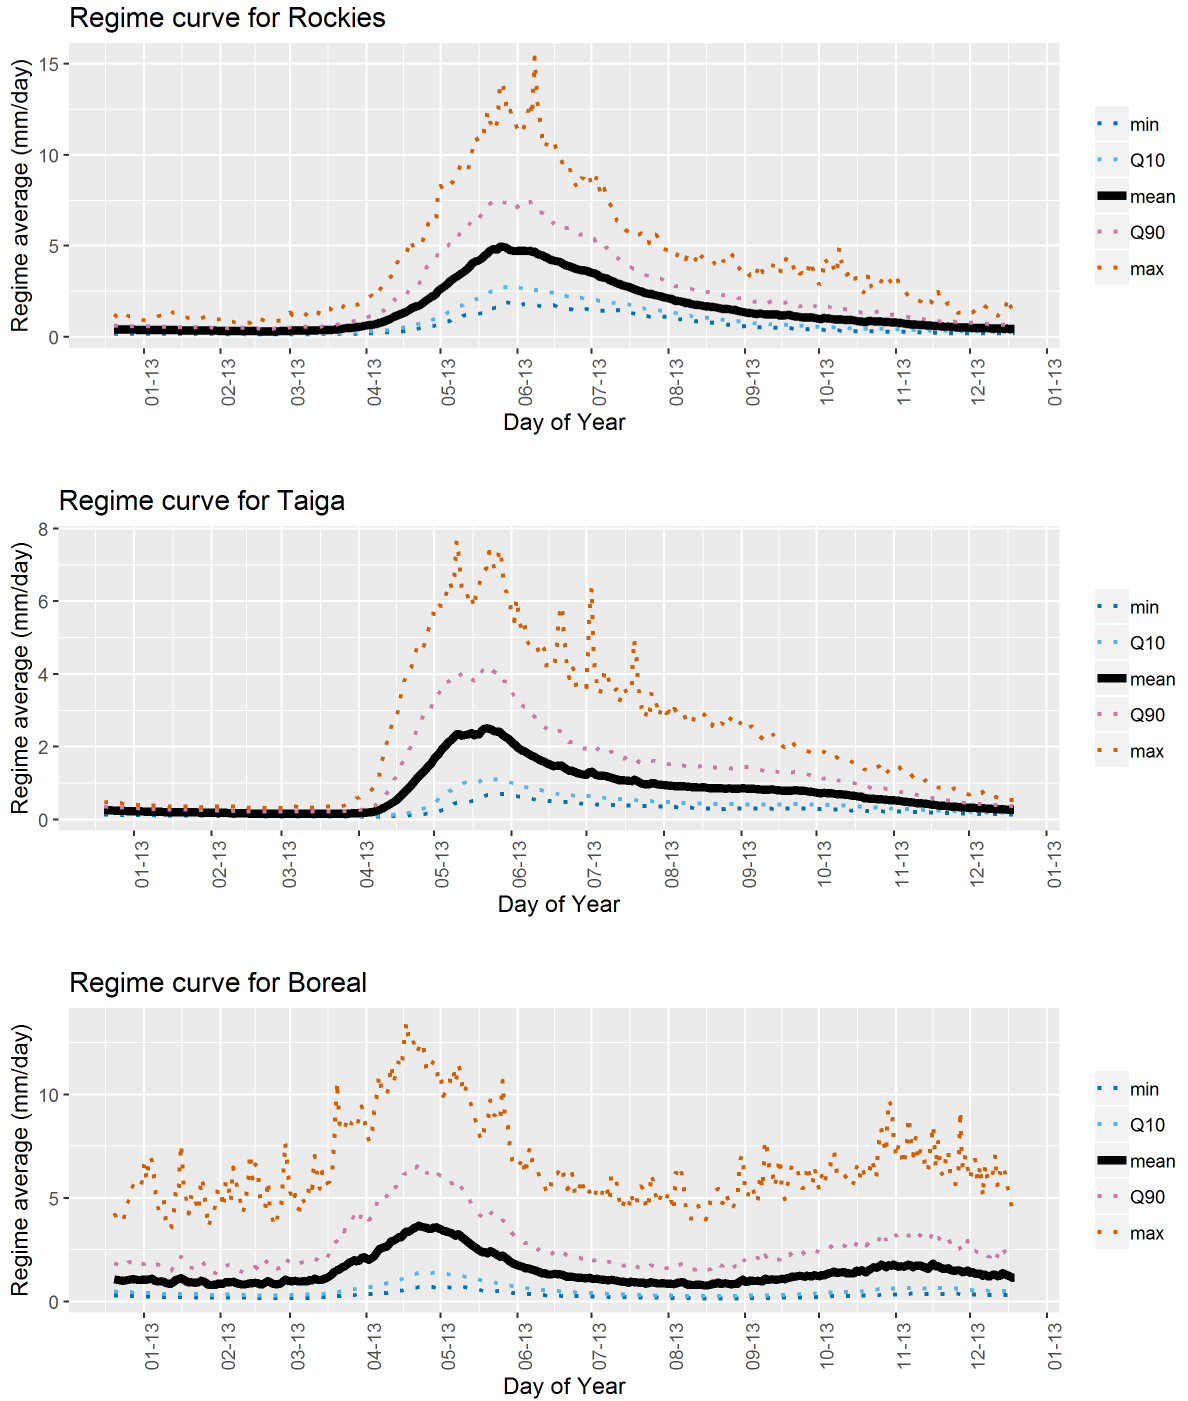 Regime curve for Rockies
Regime average (mm/day)
15
10
5
0
01-13 02-13 03-13 04-13 05-13 06-13 07-13 08-13 09-13 10-13 11-13 12-13 01-13
Day of Year
min
Q10
mean
Q90
max
Regime curve for Taiga
Regime average (mm/day)
8
6
4
2
0
01-13 02-13 03-13 04-13 05-13 06-13 07-13 08-13 09-13 10-13 11-13 12-13 01-13
Day of Year
min
Q10
mean
Q90
max
Regime curve for Boreal
Regime average (mm/day)
10
5
0
01-13 02-13 03-13 04-13 05-13 06-13 07-13 08-13 09-13 10-13 11-13 12-13 01-13
Day of Year
min
Q10
mean
Q90
max